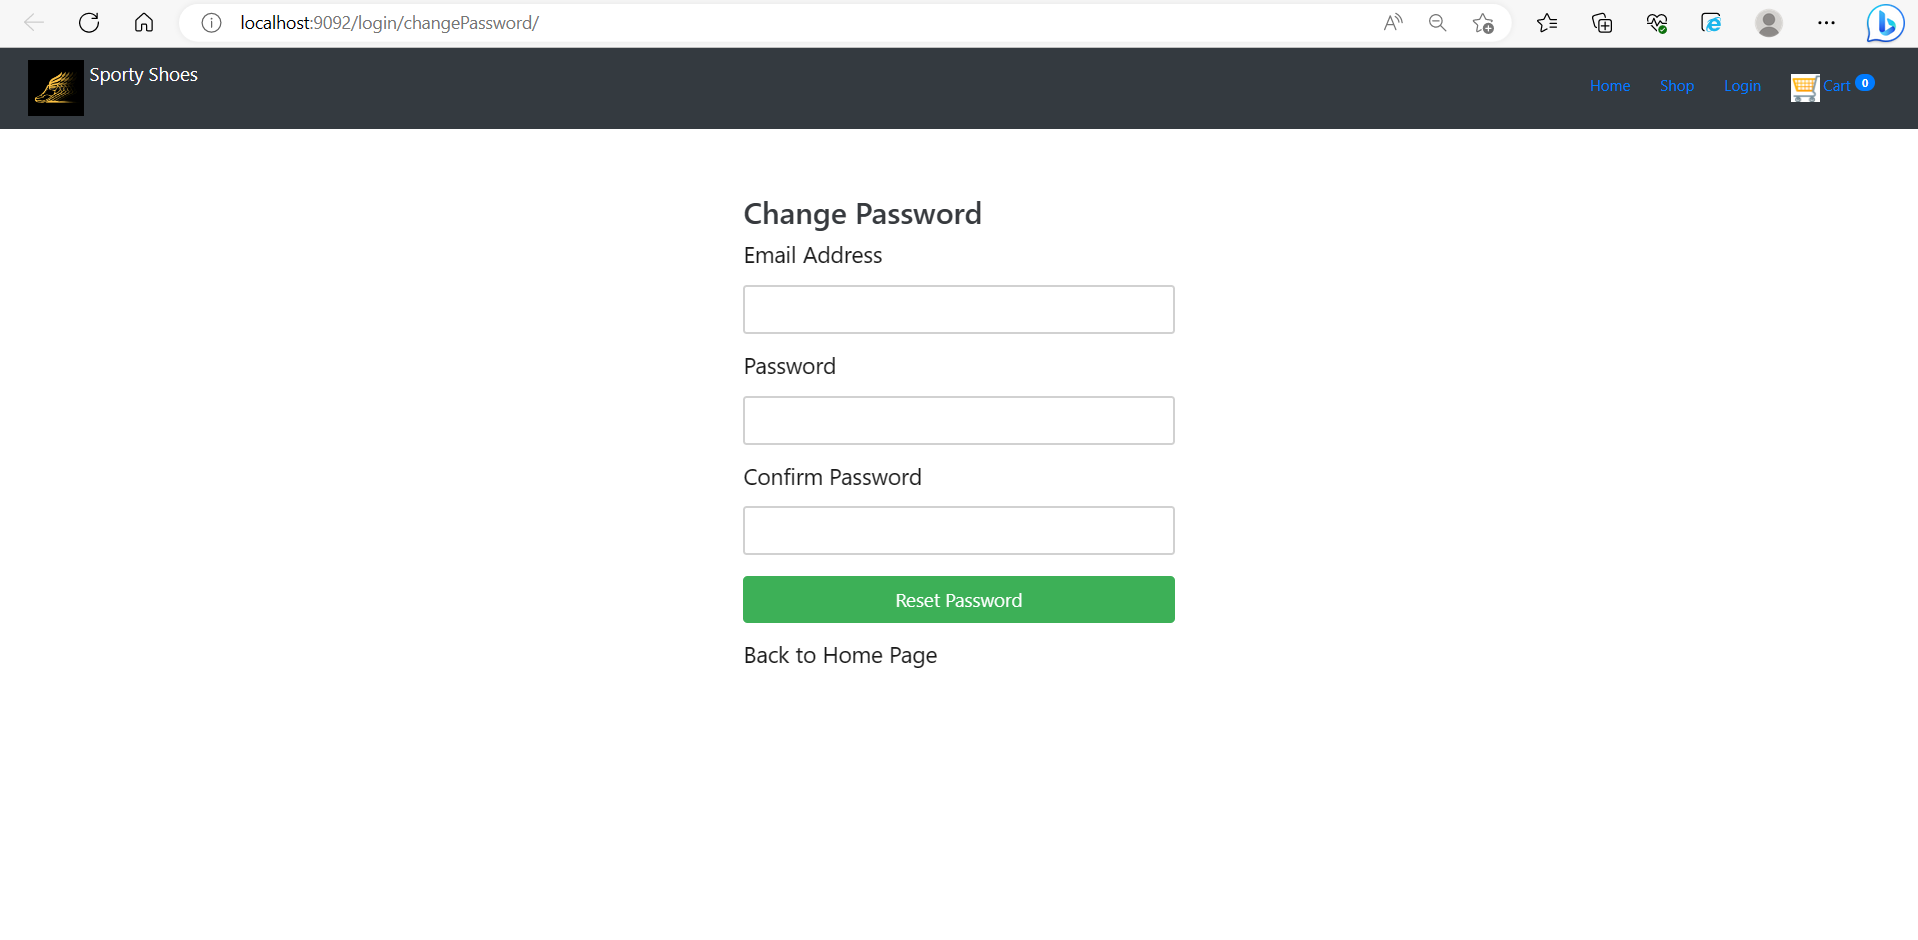 localhost:9092/login/changePassword/
Sporty Shoes
Home Shop Login Cart 0
Change Password
Email Address
Password
Confirm Password
Reset Password
Back to Home Page